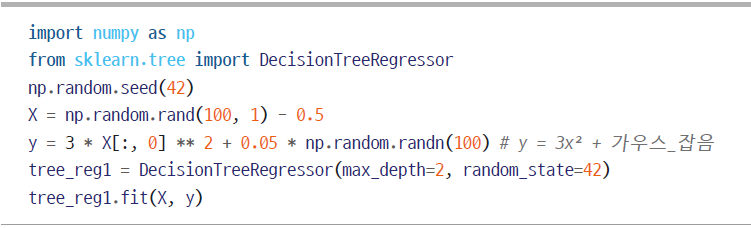 import numpy as np
from sklearn.tree import DecisionTreeRegressor
np.random.seed(42)
X = np.random.rand(100, 1) - 0.5
y = 3 * X[:, 0] ** 2 + 0.05 * np.random.randn(100) # y = 3x² + 가우스_잡음
tree_reg1 = DecisionTreeRegressor(max_depth=2, random_state=42)
tree_reg1.fit(X, y)